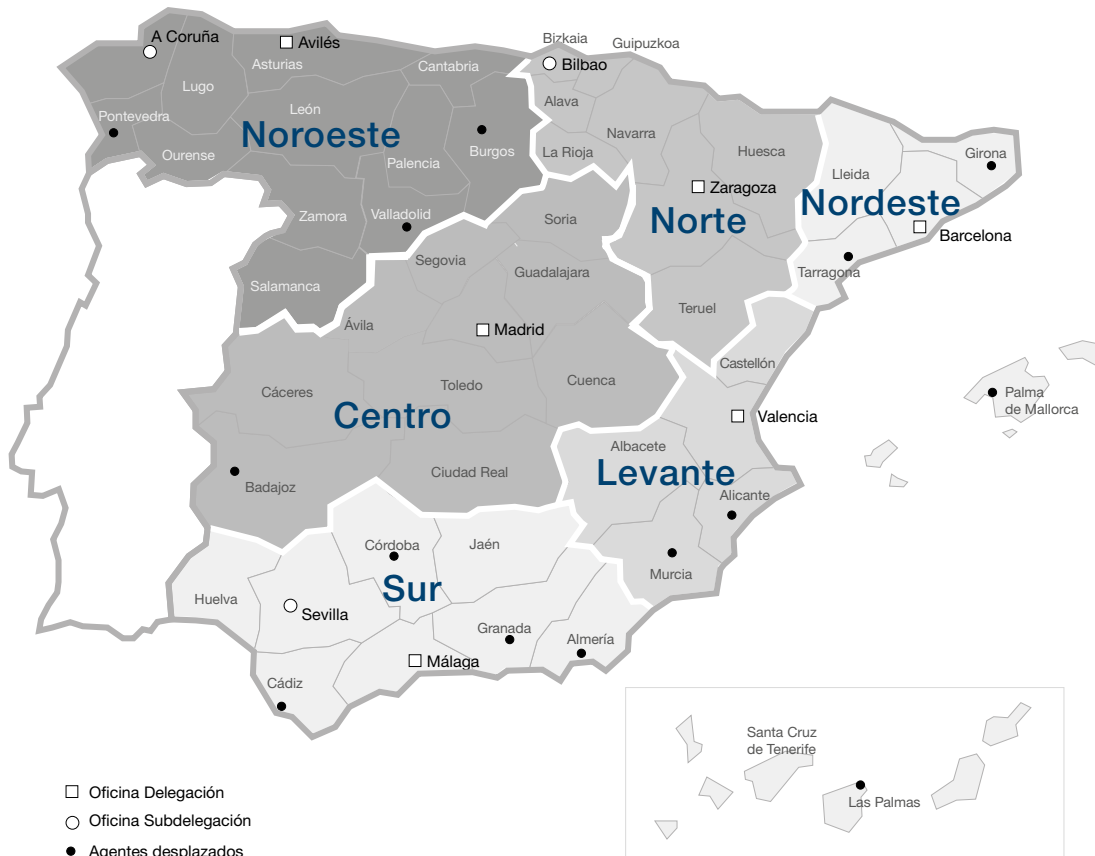 A Coruña
Avilés
Asturias
Lugo
Cantabria
Bizkaia
Guipuzkoa
Bilbao
Alava
Pontevedra
León
Noroeste
Ourense
Palencia
Burgos
La Rioja
Navarra
Huesca
Zaragoza
Lleida
Girona
Nordeste
Barcelona
Norte
Zamora
Valladolid
Soria
Segovia
Guadalajara
Tarragona
Salamanca
Teruel
Ávila
Madrid
Castellón
Cáceres
Toledo
Cuenca
Centro
Valencia
Palma
de Mallorca
Albacete
Levante
Badajoz
Ciudad Real
Alicante
Córdoba
Jaén
Murcia
Sur
Huelva
Sevilla
Granada
Almería
Málaga
Cádiz
Santa Cruz
de Tenerife
Las Palmas
Oficina Delegación
Oficina Subdelegación
Agentes desplazados